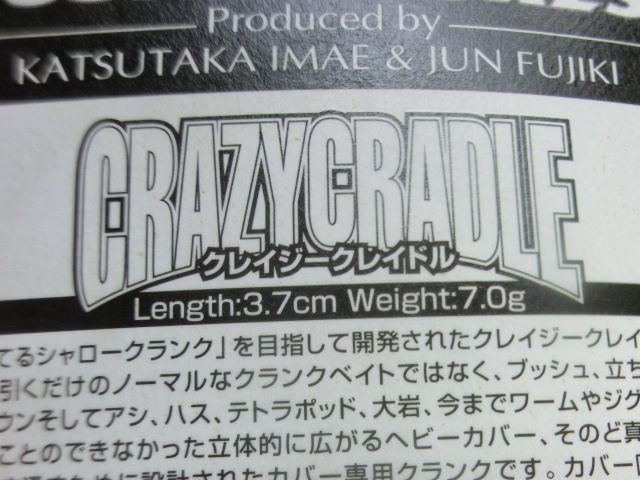 Produced by
KATSUTAKA IMAE & JUN FUJIKI
CRAZYCRADLE
クレイジークレイドル
Length:3.7cm Weight:7.0g
てるシャロークランク」を目指して開発されたクレイジークレイ
引くだけのノーマルなクランクベイトではなく、ブッシュ、立ち
ウンそしてアシ、ハス、テトラポッド、大岩、今までワームやジグ
ことのできなかった立体的に広がるヘビーカバー、そのど真
設計されたカバー専用クランクです。カバー